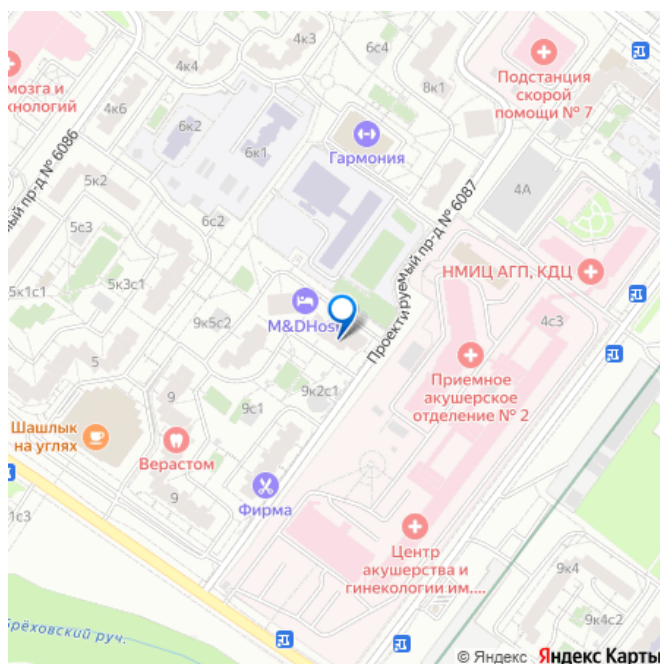 4к3
6с4
4к4
8к1
Подстанция
скорой
помощи № 7
мозга и
хнологий
4к6
6к2
6к1
Гармония
мый пр-д № 6086
5к2
4А
Проектируемый пр-д № 6087
5с3
6с2
НМИЦ АГП, КДЦ
5к3с1
5к1с1
9к5с2
M&DHos
4с3
5
9к2с1
Приемное
акушерское
отделение № 2
9
9с1
Шашлык
на углях
Верастом
9
Фирма
1с3
Центр
акушерства и
гинекологии им....
9к4
9к4с2
Брёховский руч.
© Яндекс Яндекс Карты